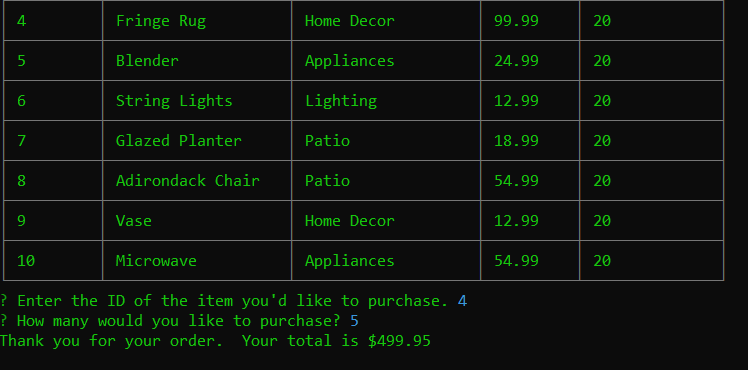 4 Fringe Rug Home Decor 99.99 20
5 Blender Appliances 24.99 20
6 String Lights Lighting 12.99 20
7 Glazed Planter Patio 18.99 20
8 Adirondack Chair Patio 54.99 20
9 Vase Home Decor 12.99 20
10 Microwave Appliances 54.99 20
? Enter the ID of the item you'd like to purchase. 4
? How many would you like to purchase? 5
Thank you for your order.  Your total is $499.95